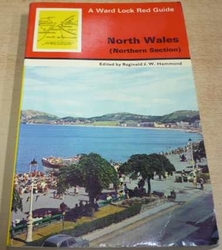 A Ward Lock Red Guide
North Wales
(Northern Section)
Edited by Reginald J. W. Hammond